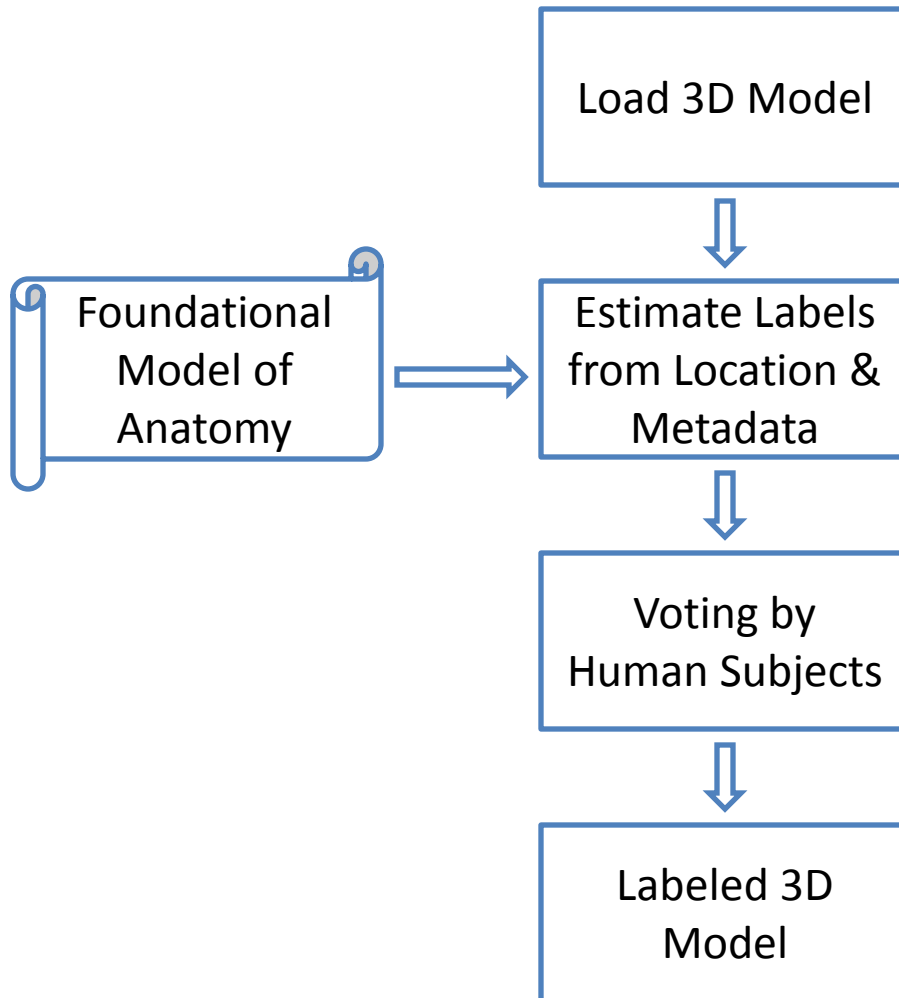 Load 3D Model
Foundational
Model of
Anatomy
Estimate Labels
from Location &
Metadata
Voting by
Human Subjects
Labeled 3D
Model